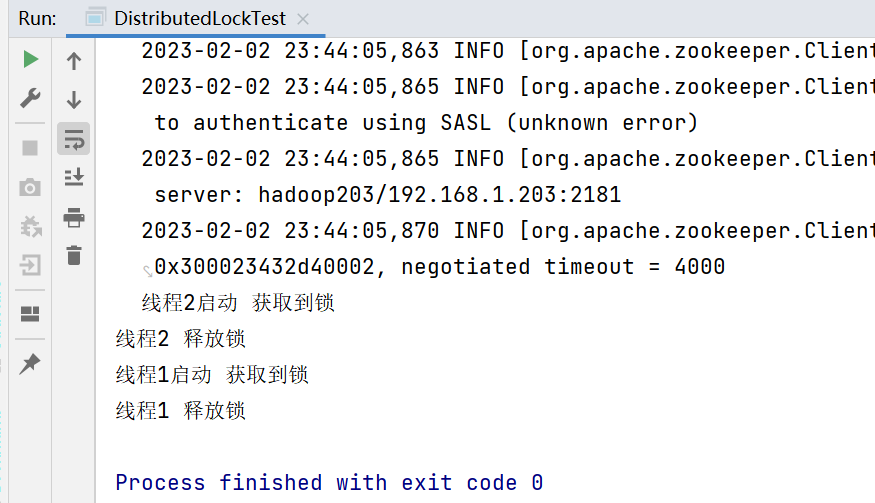 Run: DistributedLockTest
2023-02-02 23:44:05,863 INFO [org.apache.zookeeper.Client
2023-02-02 23:44:05,865 INFO [org.apache.zookeeper.Client
to authenticate using SASL (unknown error)
2023-02-02 23:44:05,865 INFO [org.apache.zookeeper.Client
server: hadoop203/192.168.1.203:2181
2023-02-02 23:44:05,870 INFO [org.apache.zookeeper.Client
0x300023432d40002, negotiated timeout = 4000
线程2启动 获取到锁
线程2 释放锁
线程1启动 获取到锁
线程1 释放锁
Process finished with exit code 0